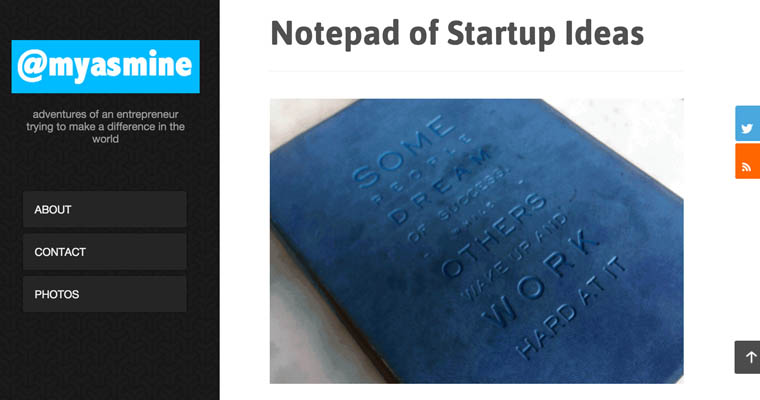 @myasmine
adventures of an entrepreneur
trying to make a difference in the
world
ABOUT
CONTACT
PHOTOS
Notepad of Startup Ideas
SOME
PEOPLE
DREAM
OF SUCCESS,
WHILE
OTHERS
WAKE UP AND
WORK
HARD AT IT